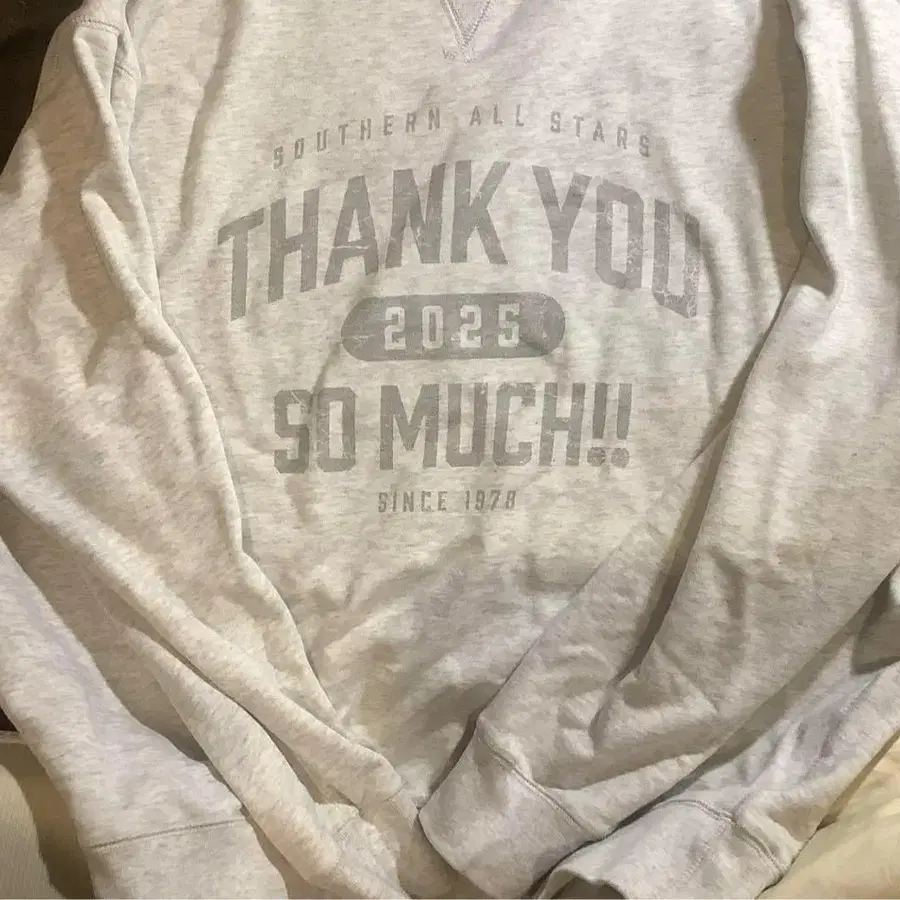 SOUTHERN ALL STARS
THANK YOU
2025
SO MUCH!!
SINCE 1978